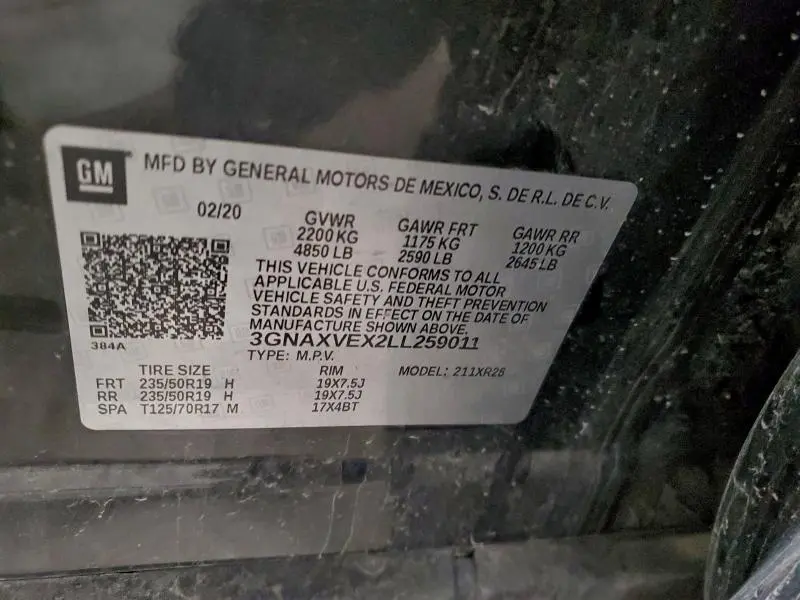 GM
MFD BY GENERAL MOTORS DE MEXICO, S. DE R.L. DE C.V.
02/20
GVWR GAWR FRT GAWR RR
2200 KG 1175 KG 1200 KG
4850 LB 2590 LB 2645 LB
THIS VEHICLE CONFORMS TO ALL
APPLICABLE U.S. FEDERAL MOTOR
VEHICLE SAFETY AND THEFT PREVENTION
STANDARDS IN EFFECT ON THE DATE OF
MANUFACTURE SHOWN ABOVE.
384A
3GNAXVEX2LL259011
TYPE: M.P.V. MODEL: 211XR26
TIRE SIZE RIM
FRT 235/50R19 H 19X7.5J
RR 235/50R19 H 19X7.5J
SPA T125/70R17 M 17X4BT